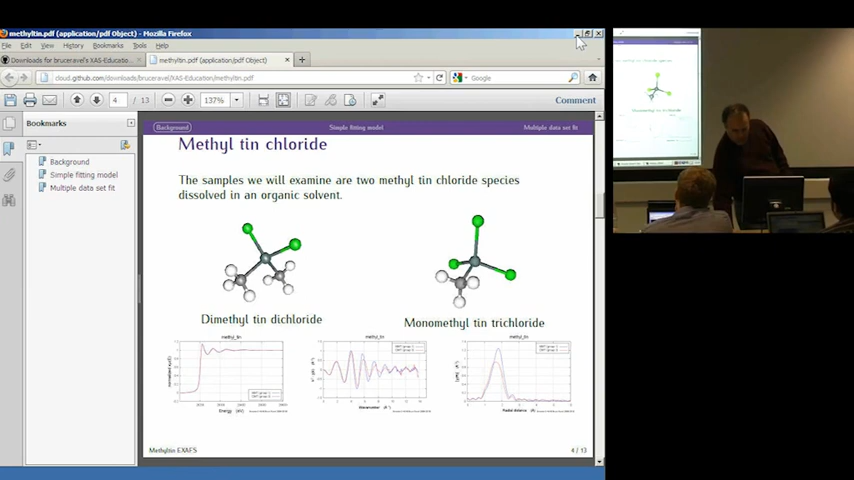 methyltin.pdf (application/pdf Object) - Mozilla Firefox
File Edit View History Bookmarks Tools Help
Downloads for bruceravel's XAS-Education/...
methyltin.pdf (application/pdf Object)
cloud.github.com/downloads/bruceravel/XAS-Education/methyltin.pdf
Google
4 / 13
137%
Comment
Bookmarks
Background
Simple fitting model
Multiple data set fit
Background
Simple fitting model
Multiple data set fit
Methyl tin chloride
The samples we will examine are two methyl tin chloride species
dissolved in an organic solvent.
Dimethyl tin dichloride
Monomethyl tin trichloride
methyl_tin
methyl_tin
methyl_tin
Energy (eV)
Wavenumber
Radial distance
Methyltin EXAFS
4 / 13